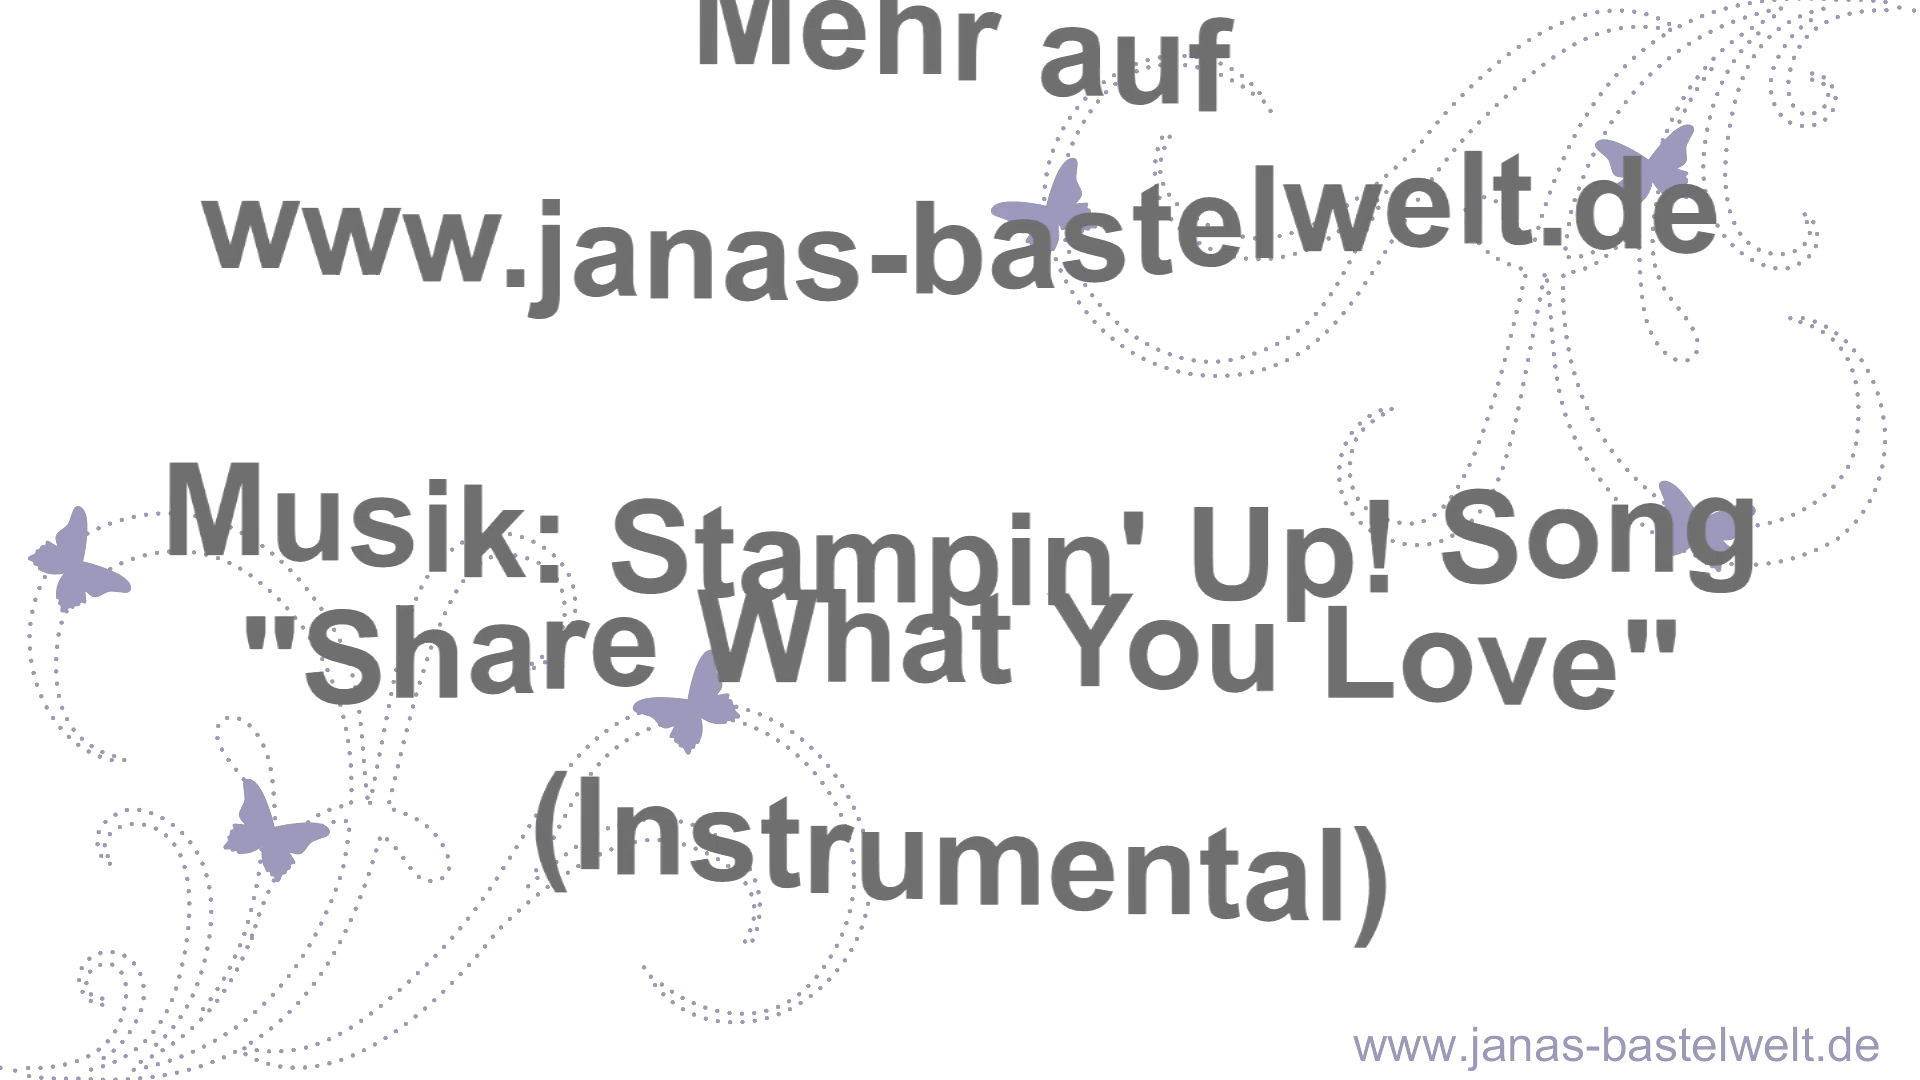 Mehr auf
www.janas-bastelwelt.de
Musik: Stampin' Up! Song
"Share What You Love"
(Instrumental)
www.janas-bastelwelt.de